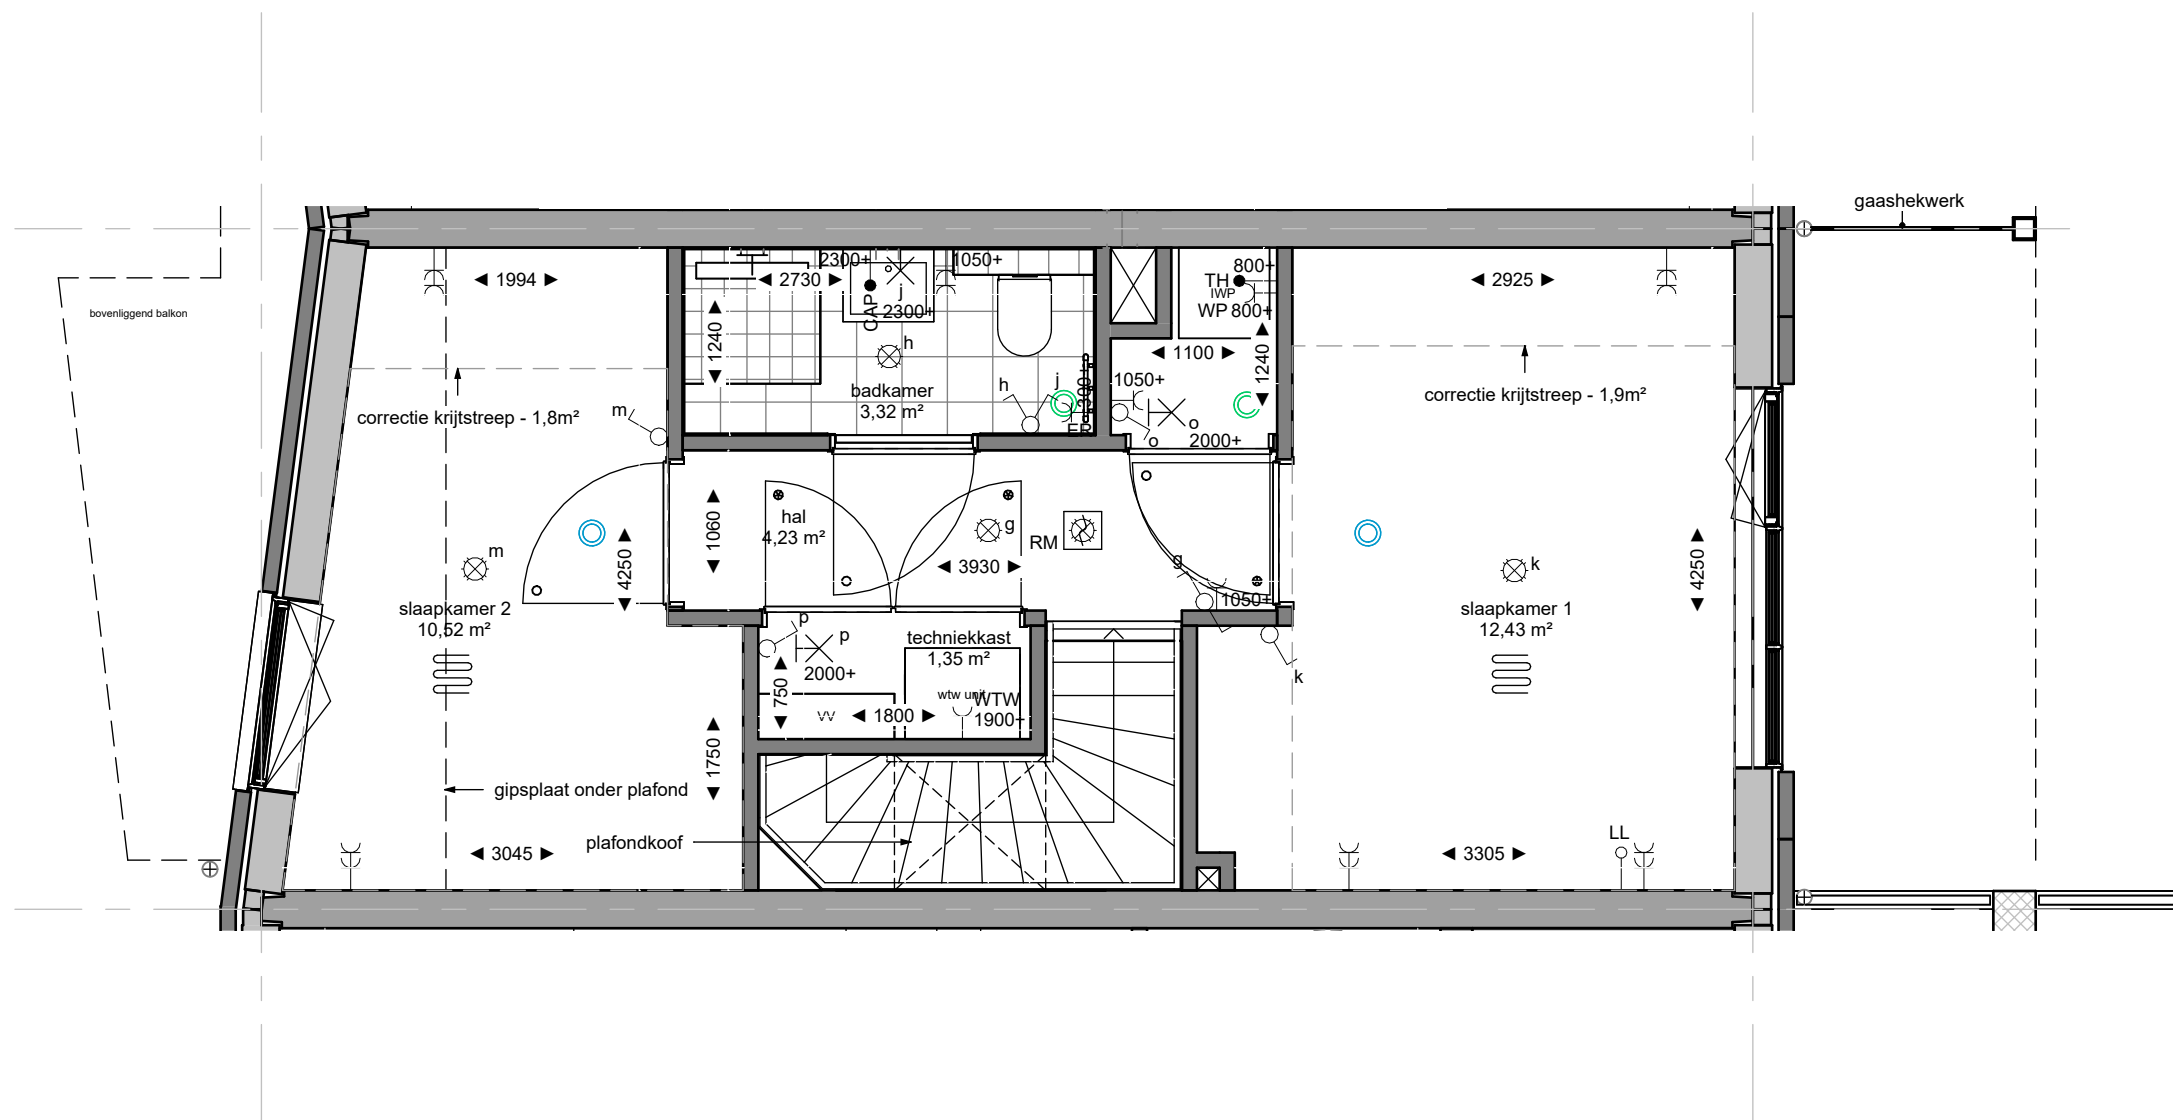 gaashekwerk
bovenliggend balkon
◄ 1994 ►
◄ 2730 ►
2300+
1050+
CAP
j
2300+
◄ 1240 ►
h
badkamer
3,32 m²
h
j
800+
TH
IWP
WP 800+
◄ 1100 ►
◄ 1240 ►
1050+
o
o
2000+
◄ 2925 ►
correctie krijtstreep - 1,8m²
correctie krijtstreep - 1,9m²
m
m
slaapkamer 2
10,52 m²
◄ 4250 ►
◄ 1060 ►
hal
4,23 m²
g
RM
◄ 3930 ►
g
1050+
k
slaapkamer 1
12,43 m²
◄ 4250 ►
k
p
p
2000+
techniekkast
1,35 m²
◄ 750 ►
VV
◄ 1800 ►
wtw unit
WTW
1900+
◄ 1750 ►
gipsplaat onder plafond
plafondkoof
◄ 3045 ►
◄ 3305 ►
LL